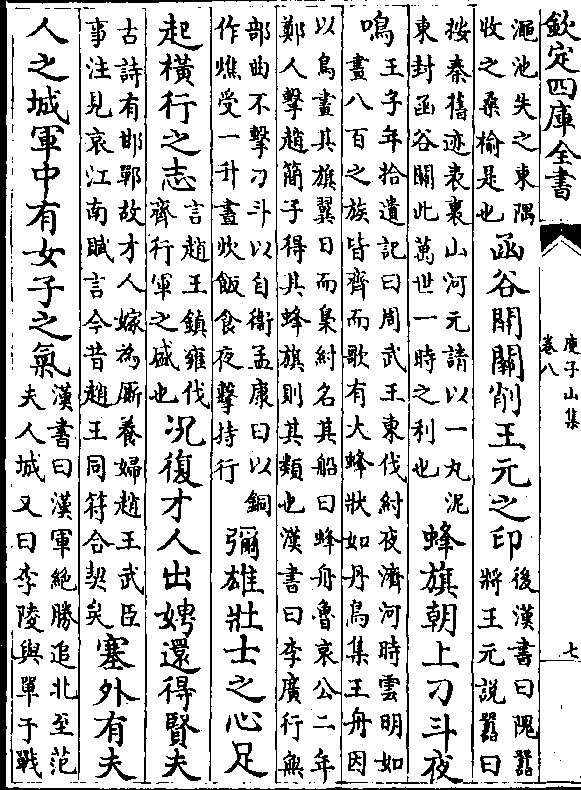 欽定四庫全書
庾子山集
卷八
七
澠池失之東隅
收之桑榆是也
函谷開關削王元之印
後漢書曰隗囂
將王元説囂曰
按秦舊迹表裏山河元請以一丸泥
東封函谷關此萬世一時之利也
蜂旗朝上刁斗夜
鳴
王子年拾遺記曰周武王東伐紂夜濟河時雲明如
晝八百之族皆齊而歌有大蜂狀如丹鳥集王舟因
以鳥畫其旗翼日而梟紂名其船曰蜂舟魯哀公二年
鄭人擊趙簡子得其蜂旗則其類也漢書曰李廣行無
部曲不擊刁斗以自衛孟康曰以銅
作燋受一升晝炊飯食夜擊持行
彌雄壯士之心足
起橫行之志
言趙王鎮雍伐
齊行軍之盛也
况復才人出娉還得賢夫
古詩有邯鄲故才人嫁為厮養婦趙王武臣
事注見哀江南賦言今昔趙王同符合契矣
塞外有夫
人之城軍中有女子之氣
漢書曰漢軍絶勝追北至范
夫人城又曰李陵與單于戰